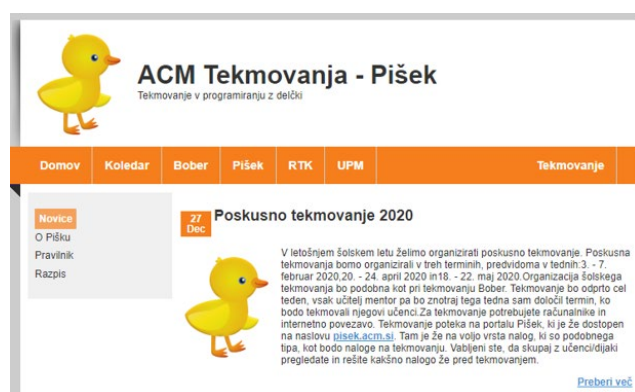 ACM Tekmovanja - Pišek
Tekmovanje v programiranju z delčki
Domov Koledar Bober Pišek RTK UPM Tekmovanje
Novice
O Pišku
Pravilnik
Razpis
27
Dec
Poskusno tekmovanje 2020
V letošnjem šolskem letu želimo organizirati poskusno tekmovanje. Poskusna
tekmovanja bomo organizirali v treh terminih, predvidoma v tednih:3. - 7.
februar 2020,20. - 24. april 2020 in18. - 22. maj 2020.Organizacija šolskega
tekmovanja bo podobna kot pri tekmovanju Bober. Tekmovanje bo odprto cel
teden, vsak učitelj mentor pa bo znotraj tega tedna sam določil termin, ko
bodo tekmovali njegovi učenci.Za tekmovanje potrebujete računalnike in
internetno povezavo. Tekmovanje poteka na portalu Pišek, ki je že dostopen
na naslovu pisek.acm.si. Tam je že na voljo vrsta nalog, ki so podobnega
tipa, kot bodo naloge na tekmovanju. Vabljeni ste, da skupaj z učenci/dijaki
pregledate in rešite kakšno nalogo že pred tekmovanjem.
Preberi več